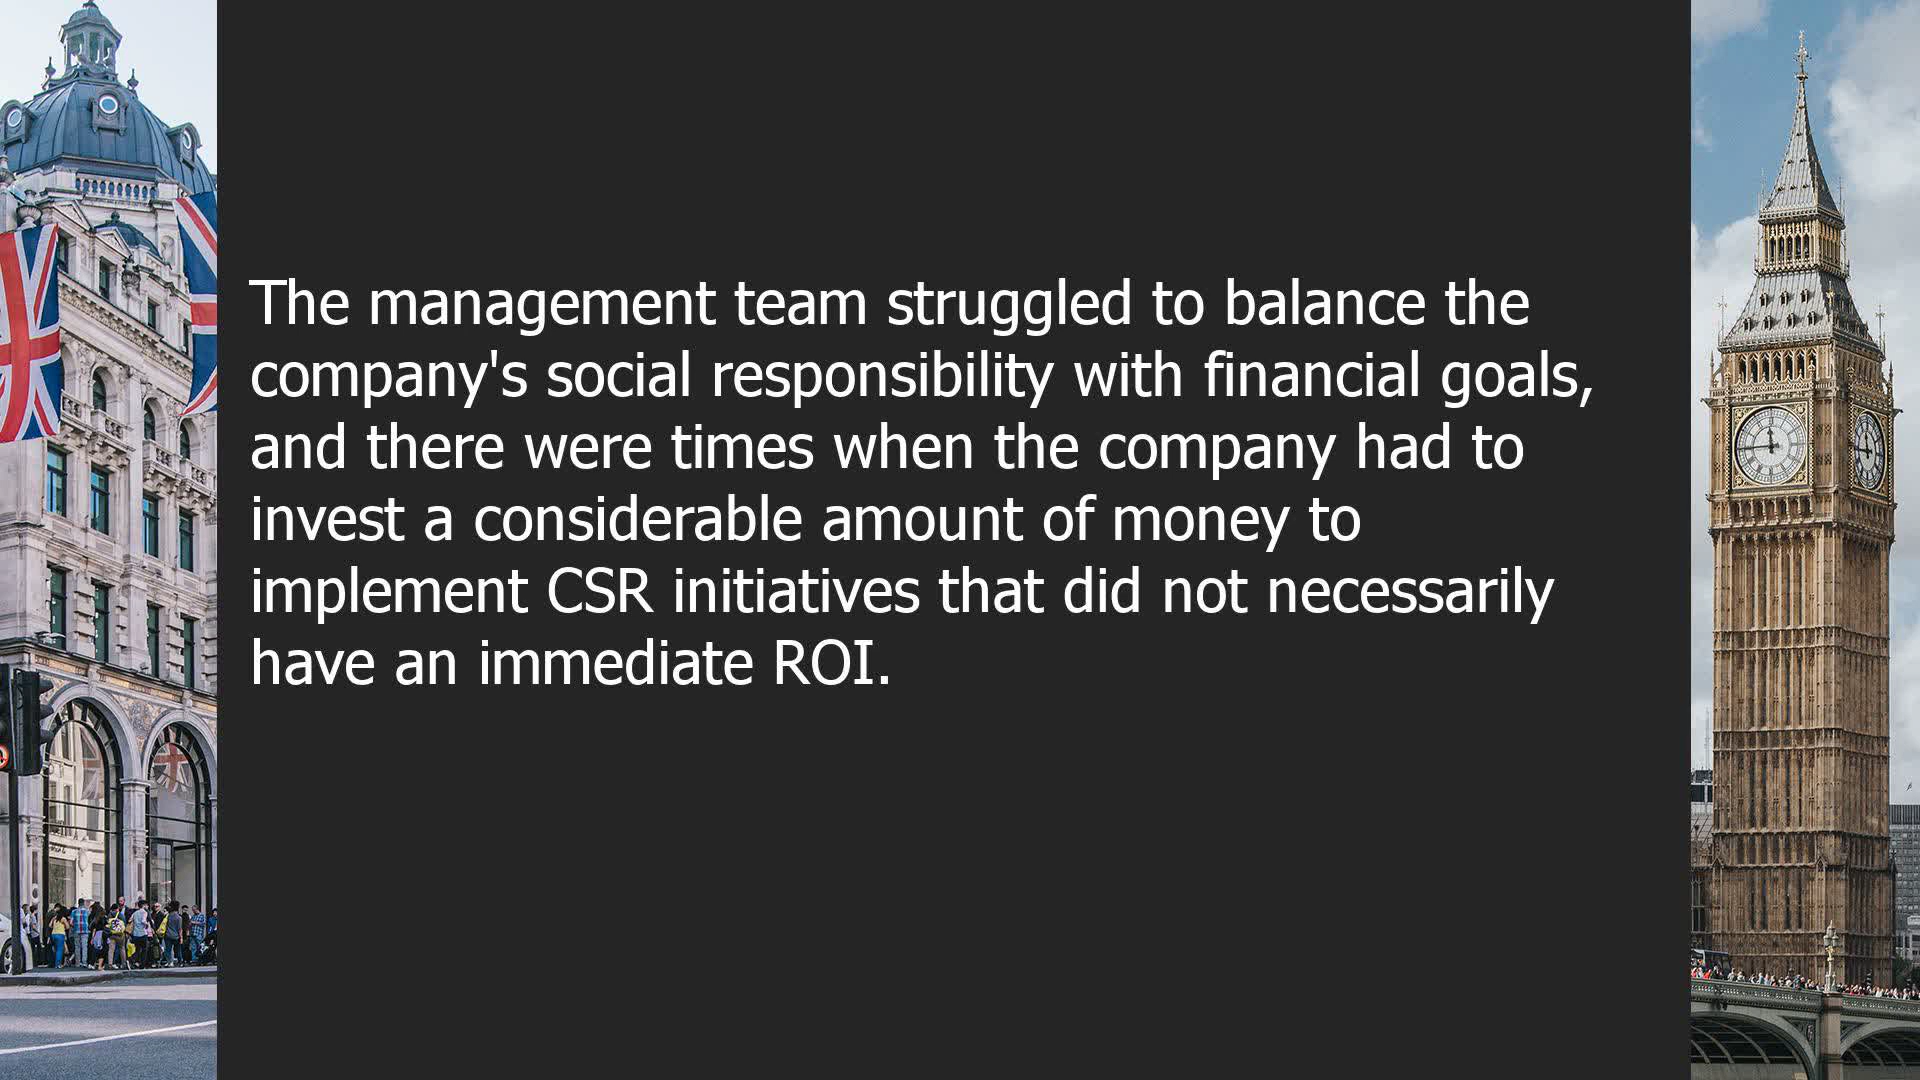 The management team struggled to balance the
company's social responsibility with financial goals,
and there were times when the company had to
invest a considerable amount of money to
implement CSR initiatives that did not necessarily
have an immediate ROI.